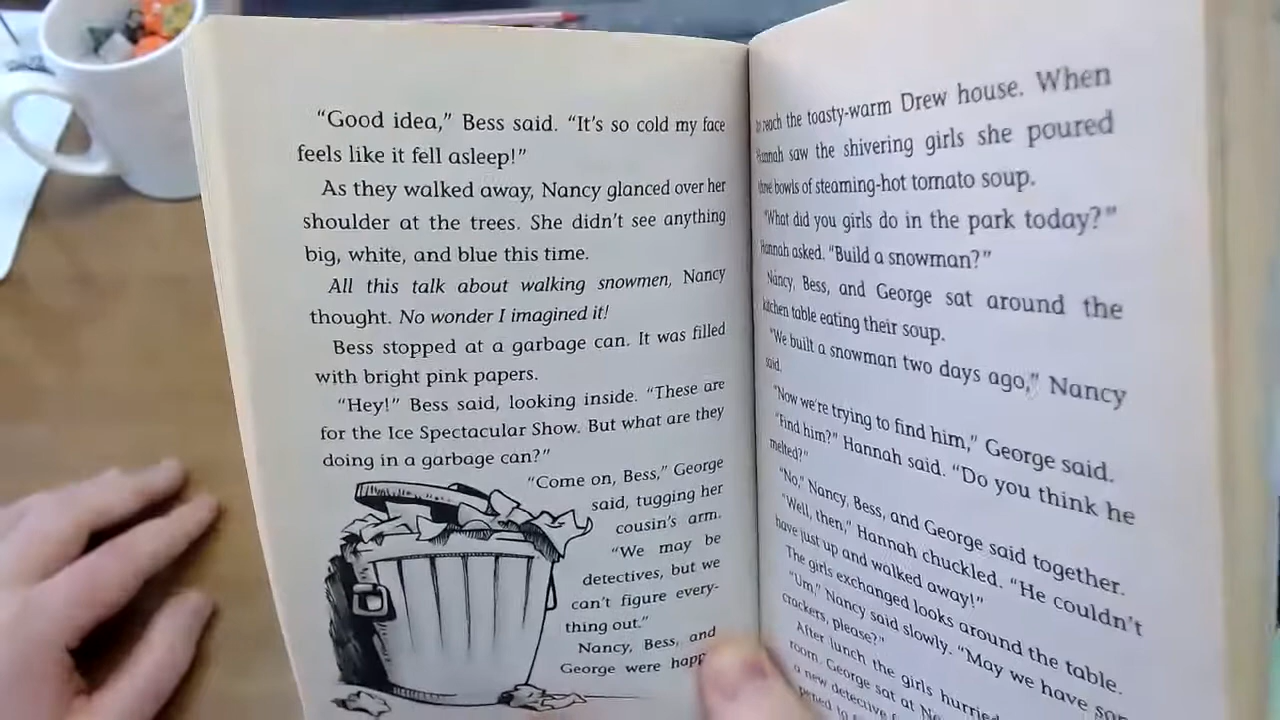 “Good idea,” Bess said. “It’s so cold my face
feels like it fell asleep!”
As they walked away, Nancy glanced over her
shoulder at the trees. She didn’t see anything
big, white, and blue this time.
All this talk about walking snowmen, Nancy
thought. No wonder I imagined it!
Bess stopped at a garbage can. It was filled
with bright pink papers.
“Hey!” Bess said, looking inside. “These are
for the Ice Spectacular Show. But what are they
doing in a garbage can?”
“Come on, Bess,” George
said, tugging her
cousin’s arm.
“We may be
detectives, but we
can’t figure every-
thing out.”
Nancy, Bess, and
George were
reach the toasty-warm Drew house. When
Hannah saw the shivering girls she poured
bowls of steaming-hot tomato soup.
“What did you girls do in the park today?”
Hannah asked. “Build a snowman?”
Nancy, Bess, and George sat around the
kitchen table eating their soup.
“We built a snowman two days ago,” Nancy
said.
“Now we’re trying to find him,” George said.
“Find him?” Hannah said. “Do you think he
melted?”
“No,” Nancy, Bess, and George said together.
“Well, then,” Hannah chuckled. “He couldn’t
have just up and walked away!”
The girls exchanged looks around the table.
“Um,” Nancy said slowly. “May we have
crackers, please?”
After lunch the girls hurried
room. George sat at
a new detective